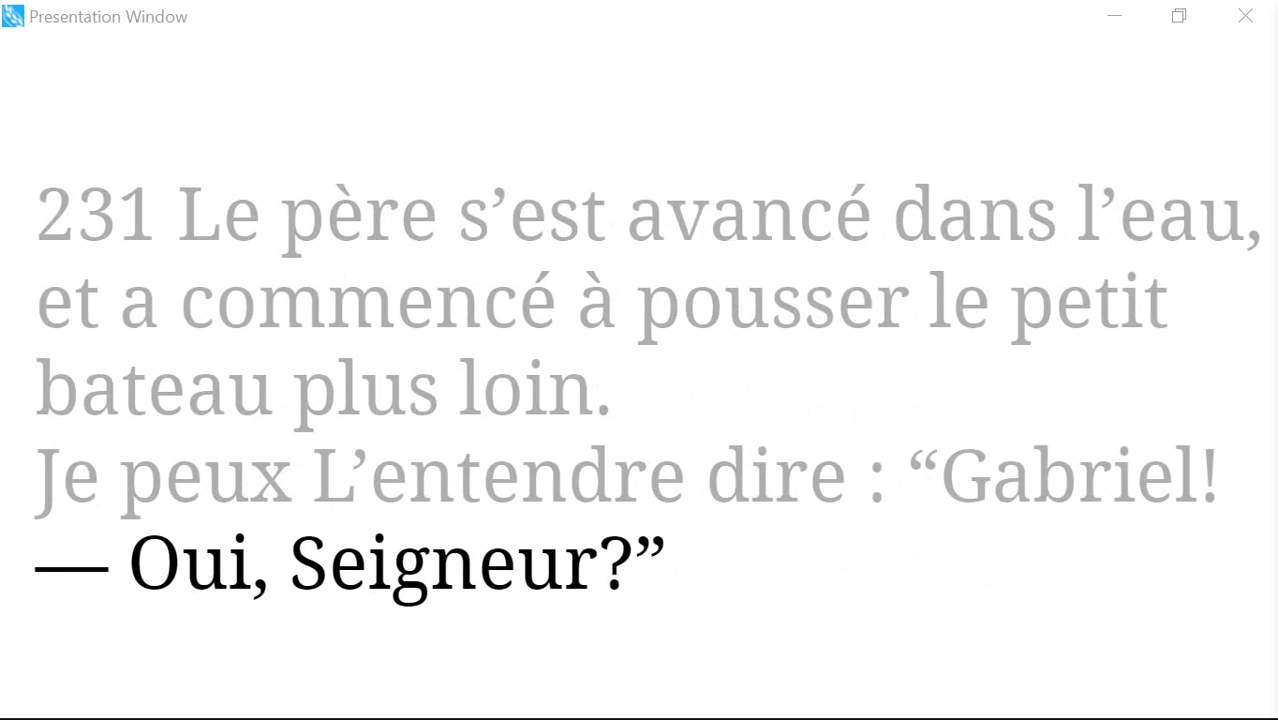 Presentation Window
231 Le père s’est avancé dans l’eau,
et a commencé à pousser le petit
bateau plus loin.
Je peux L’entendre dire : “Gabriel!
— Oui, Seigneur?”